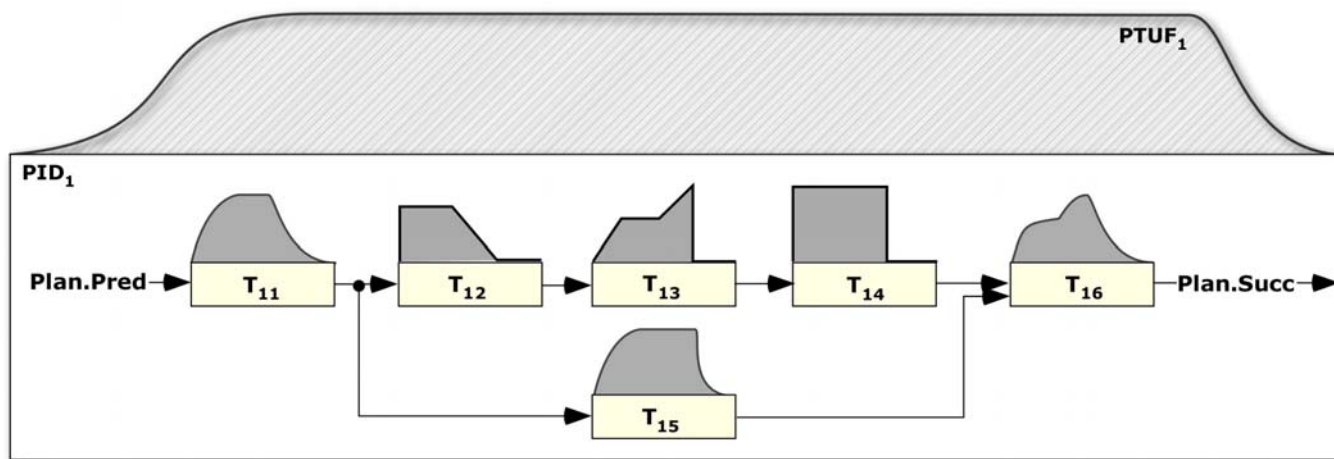 PTUF1
PID1
Plan.Pred
T11
T12
T13
T14
T16
Plan.Succ
T15